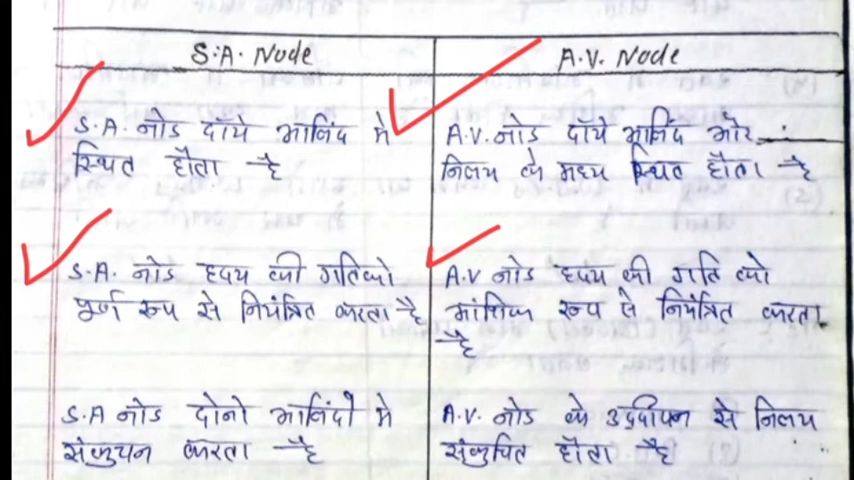 S.A. Node
A.V. Node
S.A. नोड दाँये आलिंद मे
स्थित होता है
A.V. नोड दाँये आलिंद और
निलय के मध्य स्थित होता है
S.A. नोड हृदय की गति को
पूर्ण रूप से नियंत्रित करता है
A.V नोड हृदय की गति को
आंशिक रूप से नियंत्रित करता
है
S.A नोड दोनो आलिंदो मे
संकुचन करता है
A.V. नोड के उद्दीपन से निलय
संकुचित होता है